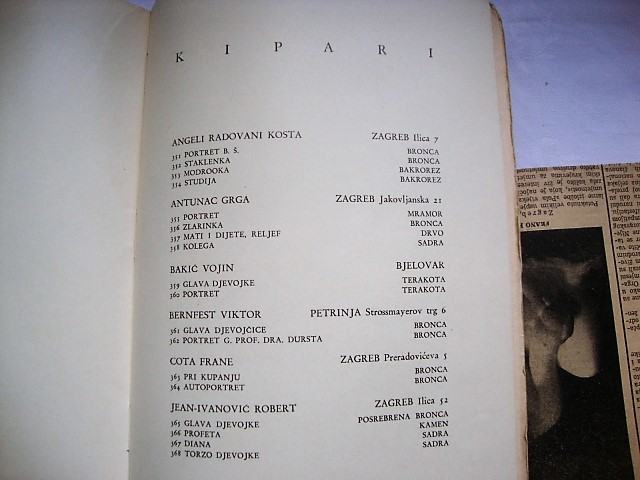 KIPARI
ANGELI RADOVANI KOSTA ZAGREB Ilica 7
351 PORTRET B. Š. BRONCA
352 STAKLENKA BRONCA
353 MODROOKA BAKROREZ
354 STUDIJA BAKROREZ
ANTUNAC GRGA ZAGREB Jakovljanska 21
355 PORTRET MRAMOR
356 ZLARINKA BRONCA
357 MATI I DIJETE, RELJEF DRVO
358 KOLEGA SADRA
BAKIĆ VOJIN BJELOVAR
359 GLAVA DJEVOJKE TERAKOTA
360 PORTRET TERAKOTA
BERNFEST VIKTOR PETRINJA Strossmayerov trg 6
361 GLAVA DJEVOJČICE BRONCA
362 PORTRET G. PROF. DRA. DURSTA BRONCA
COTA FRANE ZAGREB Preradovićeva 5
363 PRI KUPANJU BRONCA
364 AUTOPORTRET BRONCA
JEAN-IVANOVIĆ ROBERT ZAGREB Ilica 52
365 GLAVA DJEVOJKE POSREBRENA BRONCA
366 PROFETA KAMEN
367 DIANA SADRA
368 TORZO DJEVOJKE SADRA